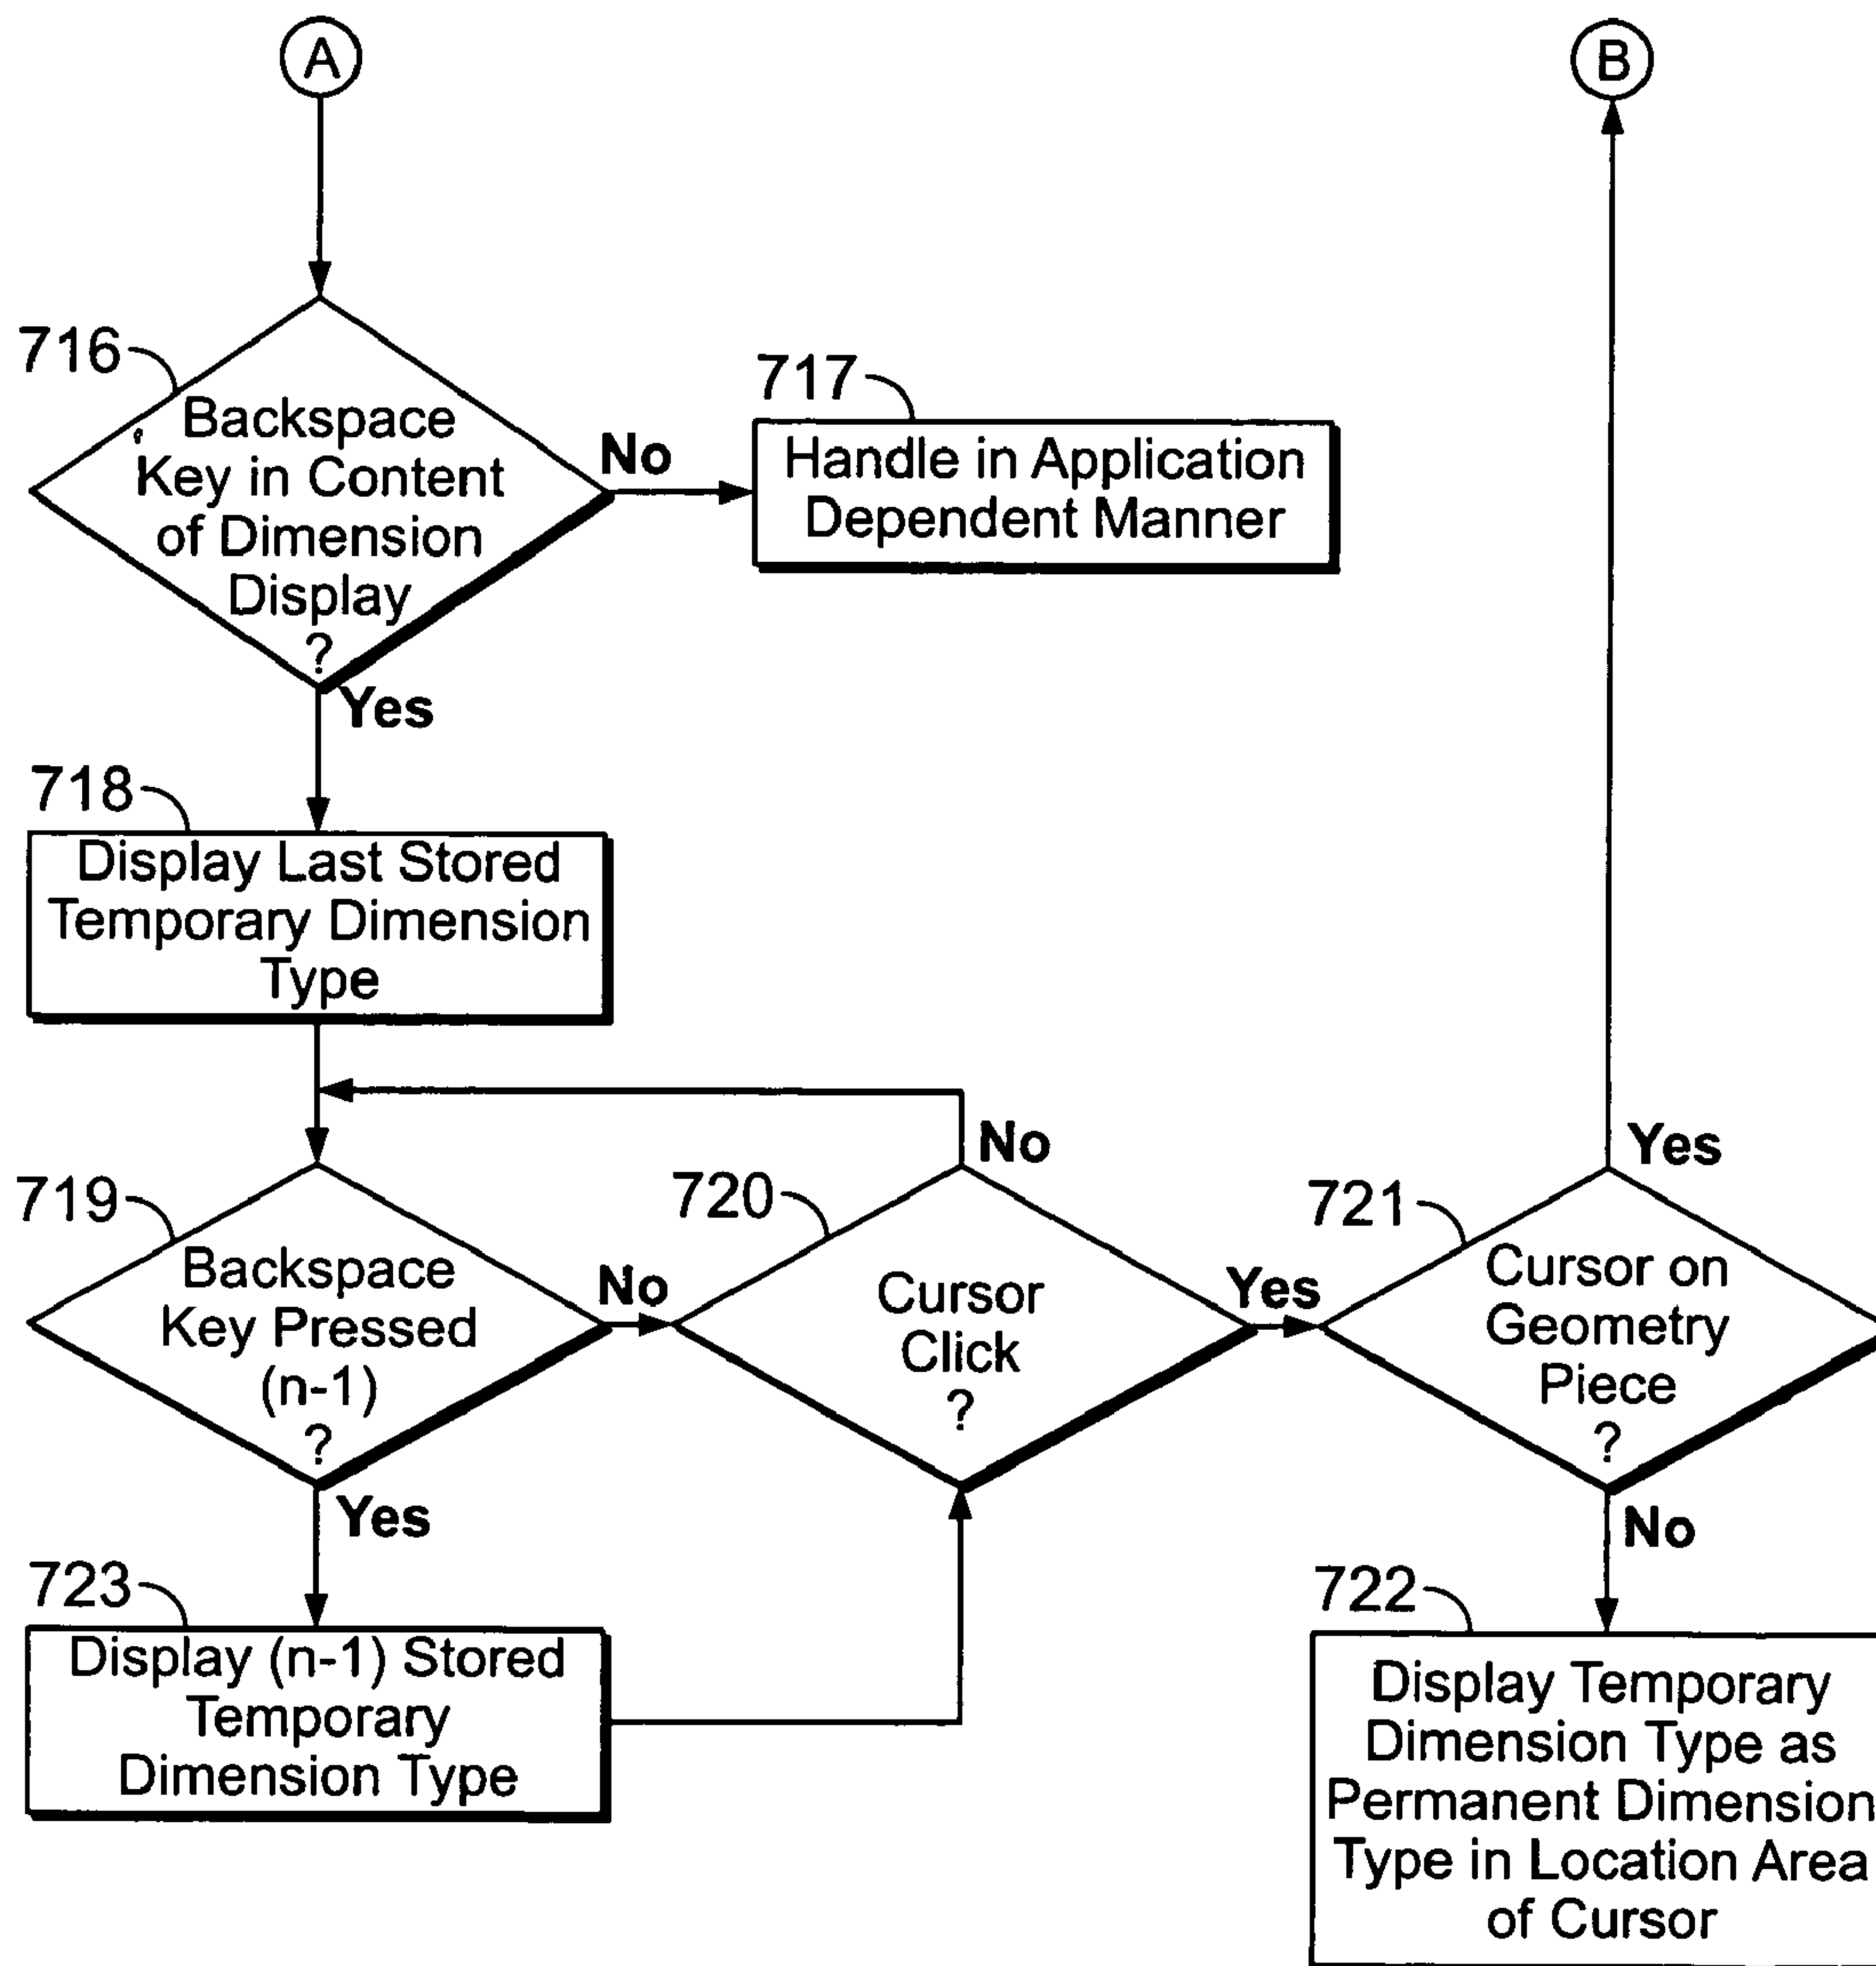 A
B
716
Backspace
Key in Content
of Dimension
Display
?
No
717
Handle in Application
Dependent Manner
Yes
718
Display Last Stored
Temporary Dimension
Type
719
Backspace
Key Pressed
(n-1)
?
No
720
Cursor
Click
?
No
Yes
721
Cursor on
Geometry
Piece
?
Yes
No
Yes
723
Display (n-1) Stored
Temporary
Dimension Type
722
Display Temporary
Dimension Type as
Permanent Dimension
Type in Location Area
of Cursor